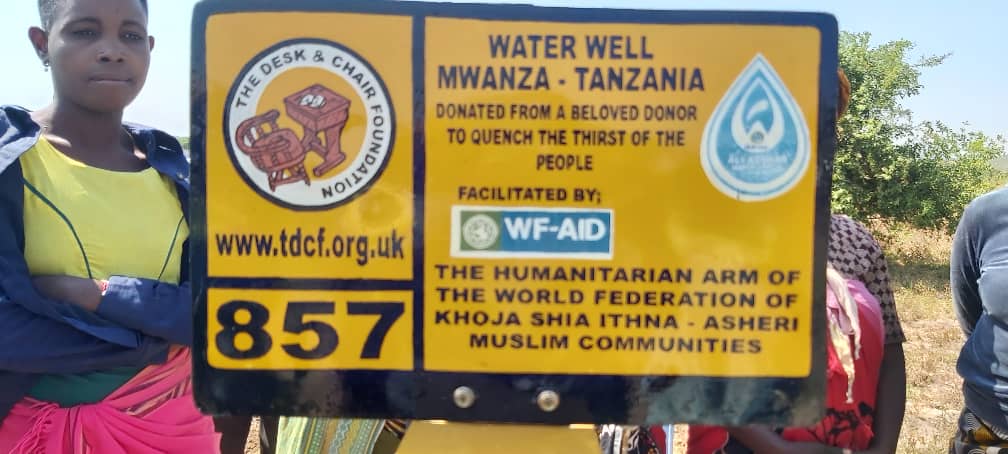 THE DESK & CHAIR FOUNDATION
www.tdcf.org.uk
857
WATER WELL
MWANZA - TANZANIA
DONATED FROM A BELOVED DONOR
TO QUENCH THE THIRST OF THE
PEOPLE
FACILITATED BY;
WF-AID
THE HUMANITARIAN ARM OF
THE WORLD FEDERATION OF
KHOJA SHIA ITHNA - ASHERI
MUSLIM COMMUNITIES